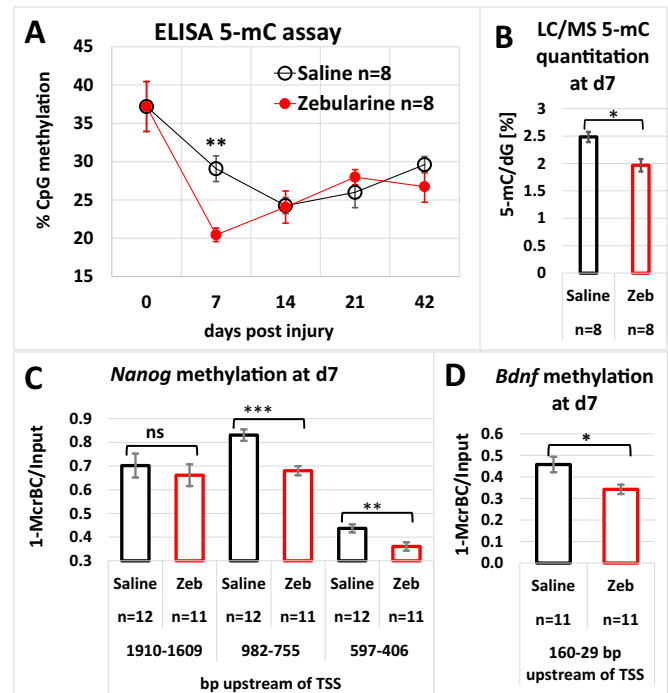 A
ELISA 5-mC assay
Saline n=8
Zebularine n=8
% CpG methylation
40
35
30
25
20
15
**
0 7 14 21 42
days post injury
B
LC/MS 5-mC
quantitation
at d7
5-mC/dG [%]
3
2.5
2
1.5
1
0.5
0
*
Saline Zeb
n=8 n=8
C
Nanog methylation at d7
1-McrBC/Input
0.9
0.8
0.7
0.6
0.5
0.4
0.3
ns
***
**
Saline Zeb Saline Zeb Saline Zeb
n=12 n=11 n=12 n=11 n=12 n=11
1910-1609 982-755 597-406
bp upstream of TSS
D
Bdnf methylation
at d7
1-McrBC/Input
0.6
0.5
0.4
0.3
0.2
0.1
0.0
*
Saline Zeb
n=11 n=11
160-29 bp
upstream of TSS